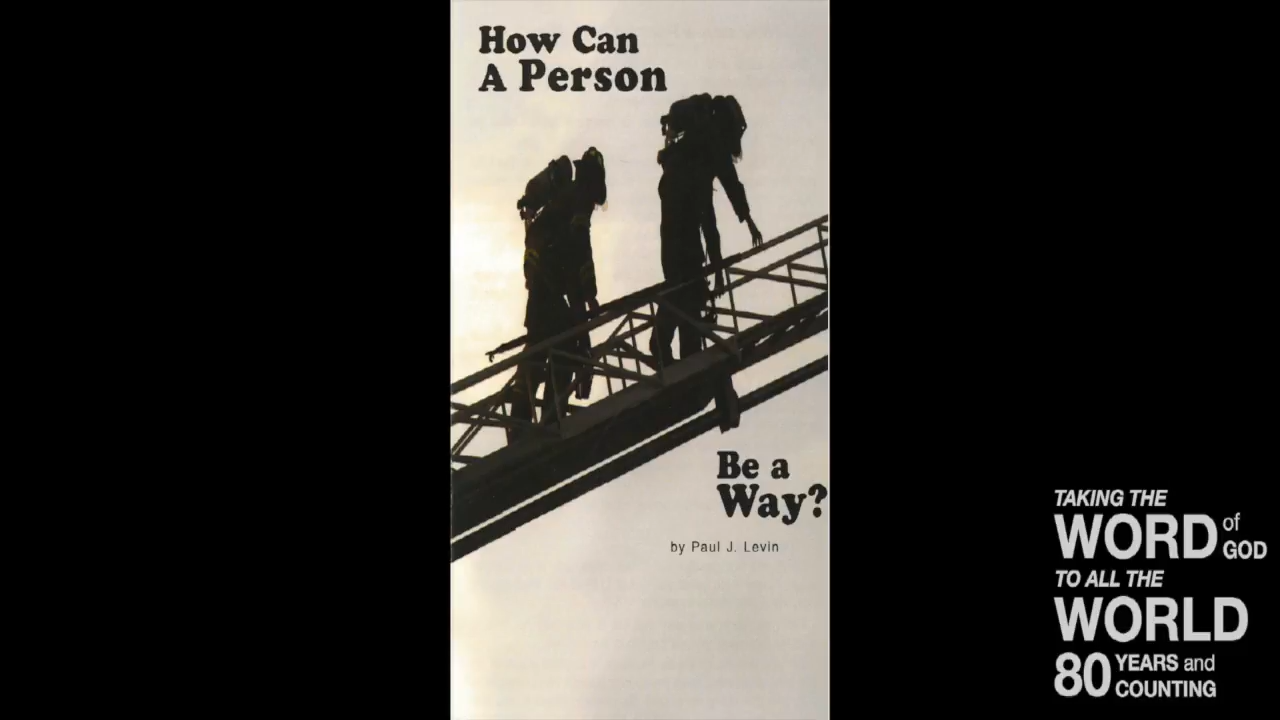 How Can
A Person
Be a
Way?
by Paul J. Levin
TAKING THE
WORD of GOD
TO ALL THE
WORLD
80 YEARS and
COUNTING